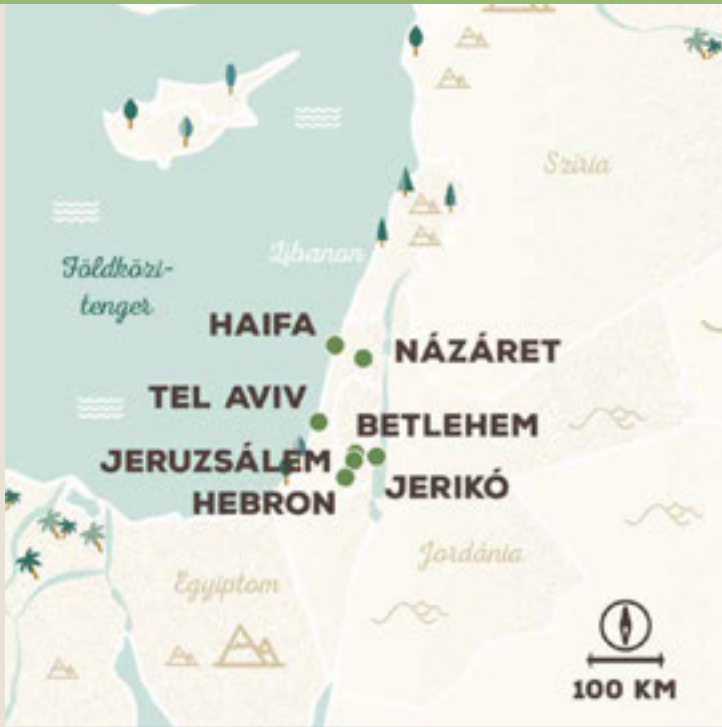 Szíria
Libanon
Földközi-
tenger
HAIFA
NÁZÁRET
TEL AVIV
BETLEHEM
JERUZSÁLEM
JERIKÓ
HEBRON
Jordánia
Egyiptom
100 KM